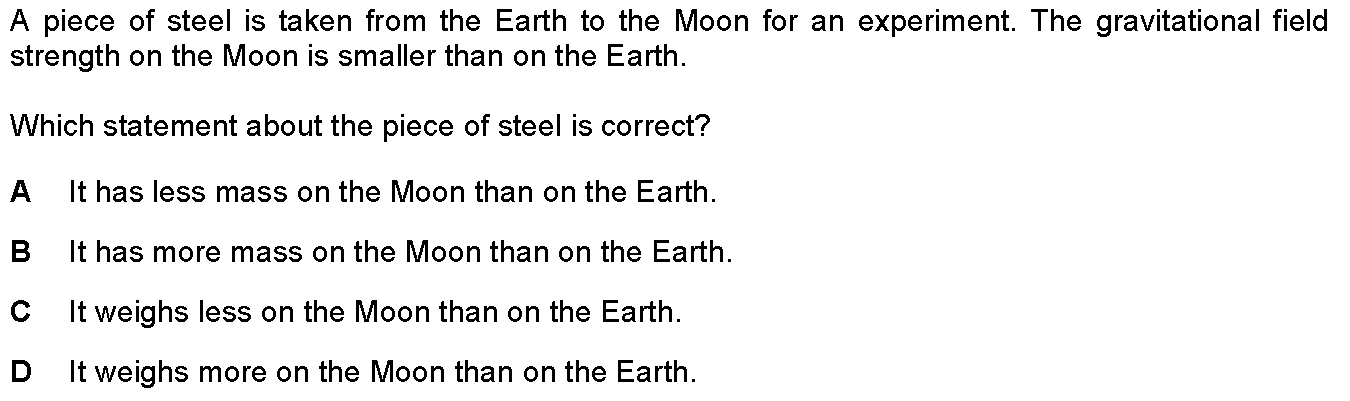 A piece of steel is taken from the Earth to the Moon for an experiment. The gravitational field
strength on the Moon is smaller than on the Earth.
Which statement about the piece of steel is correct?
A It has less mass on the Moon than on the Earth.
B It has more mass on the Moon than on the Earth.
C It weighs less on the Moon than on the Earth.
D It weighs more on the Moon than on the Earth.